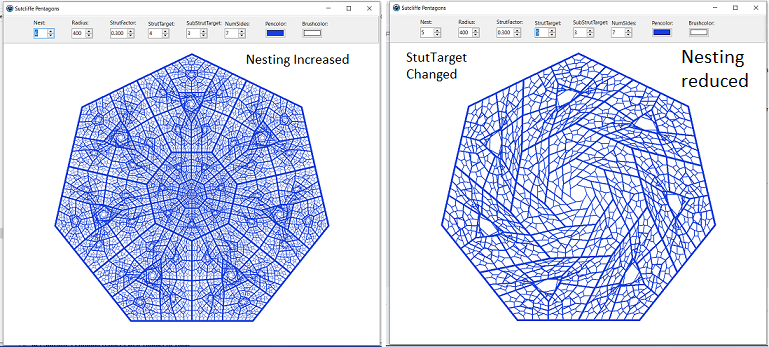 Sutcliffe Pentagons
Nest: Radius: StrutFactor: StrutTarget: SubStrutTarget: NumSides: Pencolor: Brushcolor:
400 0.300 4 3 7
Nesting Increased
Sutcliffe Pentagons
Nest: Radius: StrutFactor: StrutTarget: SubStrutTarget: NumSides: Pencolor: Brushcolor:
5 400 0.300 3 7
StutTarget
Changed
Nesting
reduced